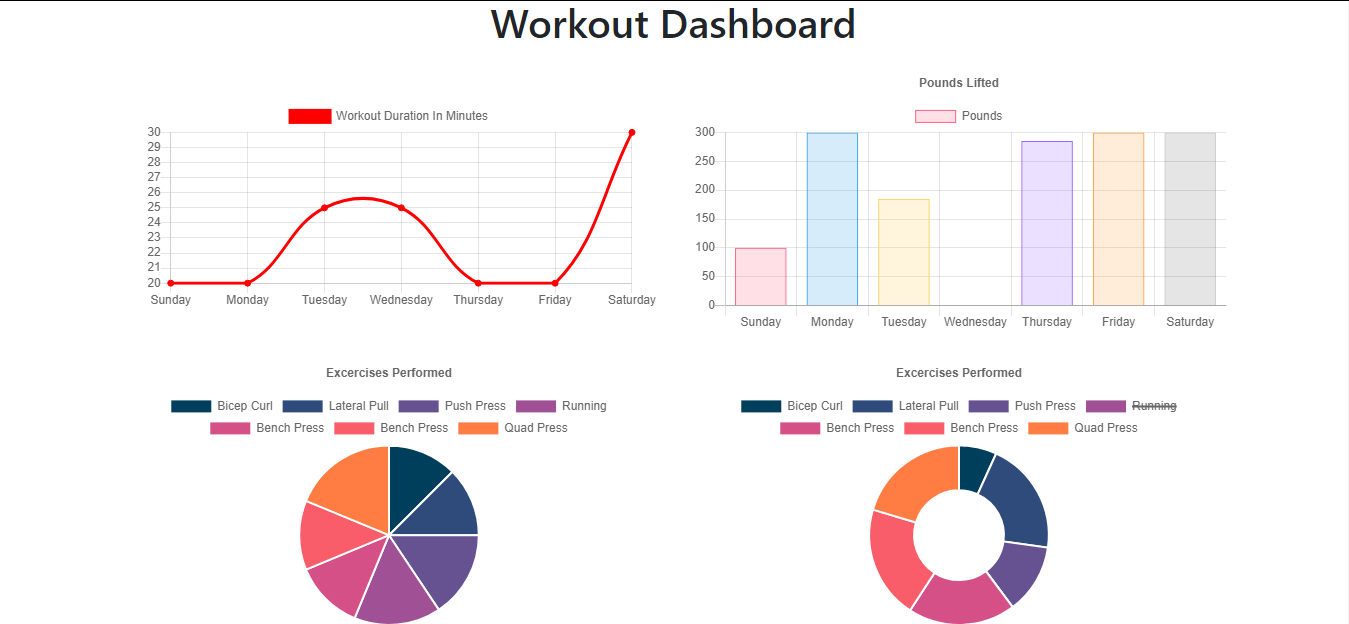 Workout Dashboard
Workout Duration In Minutes
30
29
28
27
26
25
24
23
22
21
20
Sunday Monday Tuesday Wednesday Thursday Friday Saturday
Pounds Lifted
Pounds
300
250
200
150
100
50
0
Sunday Monday Tuesday Wednesday Thursday Friday Saturday
Excercises Performed
Bicep Curl Lateral Pull Push Press Running
Bench Press Bench Press Quad Press
Excercises Performed
Bicep Curl Lateral Pull Push Press Running
Bench Press Bench Press Quad Press